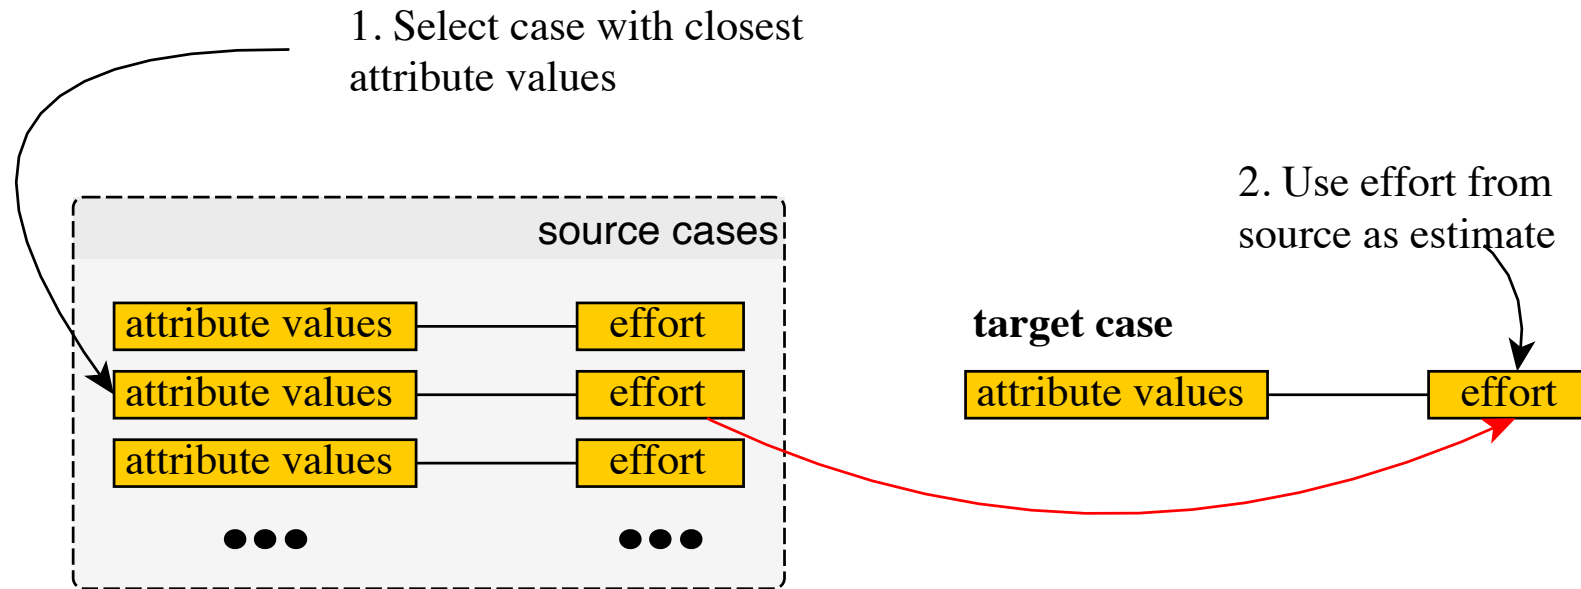 1. Select case with closest
attribute values
2. Use effort from
source as estimate
source cases
attribute values effort
attribute values effort
attribute values effort
target case
attribute values effort